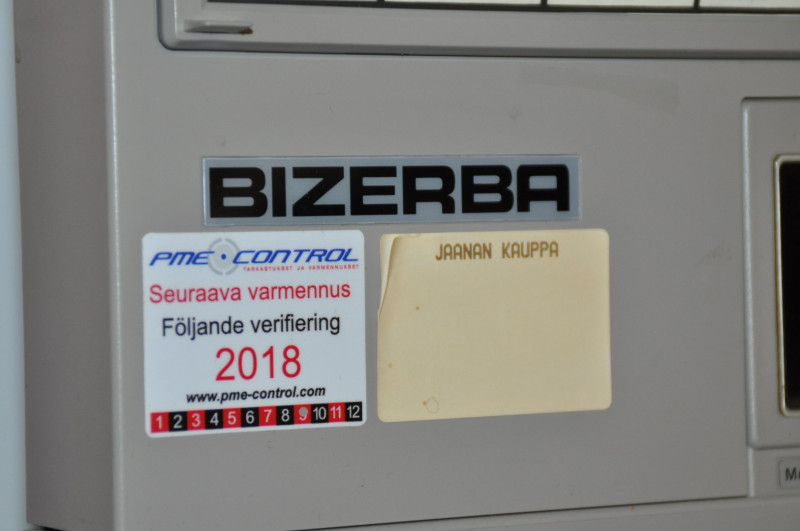 BIZERBA
PME CONTROL
TARKASTUKSET JA VARMENNUKSET
Seuraava varmennus
Följande verifiering
2018
www.pme-control.com
1 2 3 4 5 6 7 8 9 10 11 12
JAANAN KAUPPA